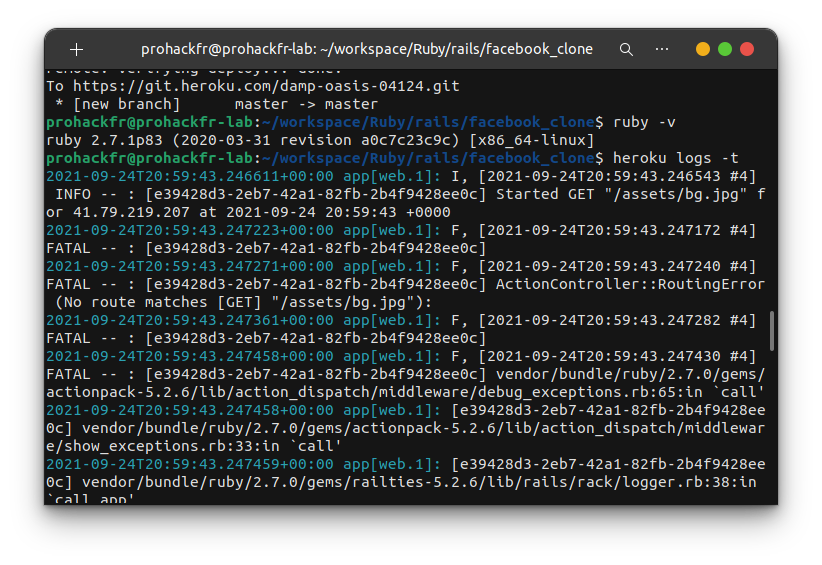 prohackfr@prohackfr-lab: ~/workspace/Ruby/rails/facebook_clone
remote: Verifying deploy... done.
To https://git.heroku.com/damp-oasis-04124.git
 * [new branch]      master -> master
prohackfr@prohackfr-lab:~/workspace/Ruby/rails/facebook_clone$ ruby -v
ruby 2.7.1p83 (2020-03-31 revision a0c7c23c9c) [x86_64-linux]
prohackfr@prohackfr-lab:~/workspace/Ruby/rails/facebook_clone$ heroku logs -t
2021-09-24T20:59:43.246611+00:00 app[web.1]: I, [2021-09-24T20:59:43.246543 #4]
 INFO -- : [e39428d3-2eb7-42a1-82fb-2b4f9428ee0c] Started GET "/assets/bg.jpg" f
or 41.79.219.207 at 2021-09-24 20:59:43 +0000
2021-09-24T20:59:43.247223+00:00 app[web.1]: F, [2021-09-24T20:59:43.247172 #4]
FATAL -- : [e39428d3-2eb7-42a1-82fb-2b4f9428ee0c]
2021-09-24T20:59:43.247271+00:00 app[web.1]: F, [2021-09-24T20:59:43.247240 #4]
FATAL -- : [e39428d3-2eb7-42a1-82fb-2b4f9428ee0c] ActionController::RoutingError
 (No route matches [GET] "/assets/bg.jpg"):
2021-09-24T20:59:43.247361+00:00 app[web.1]: F, [2021-09-24T20:59:43.247282 #4]
FATAL -- : [e39428d3-2eb7-42a1-82fb-2b4f9428ee0c]
2021-09-24T20:59:43.247458+00:00 app[web.1]: F, [2021-09-24T20:59:43.247430 #4]
FATAL -- : [e39428d3-2eb7-42a1-82fb-2b4f9428ee0c] vendor/bundle/ruby/2.7.0/gems/
actionpack-5.2.6/lib/action_dispatch/middleware/debug_exceptions.rb:65:in `call'
2021-09-24T20:59:43.247458+00:00 app[web.1]: [e39428d3-2eb7-42a1-82fb-2b4f9428ee
0c] vendor/bundle/ruby/2.7.0/gems/actionpack-5.2.6/lib/action_dispatch/middlewar
e/show_exceptions.rb:33:in `call'
2021-09-24T20:59:43.247459+00:00 app[web.1]: [e39428d3-2eb7-42a1-82fb-2b4f9428ee
0c] vendor/bundle/ruby/2.7.0/gems/railties-5.2.6/lib/rails/rack/logger.rb:38:in
`call_app'